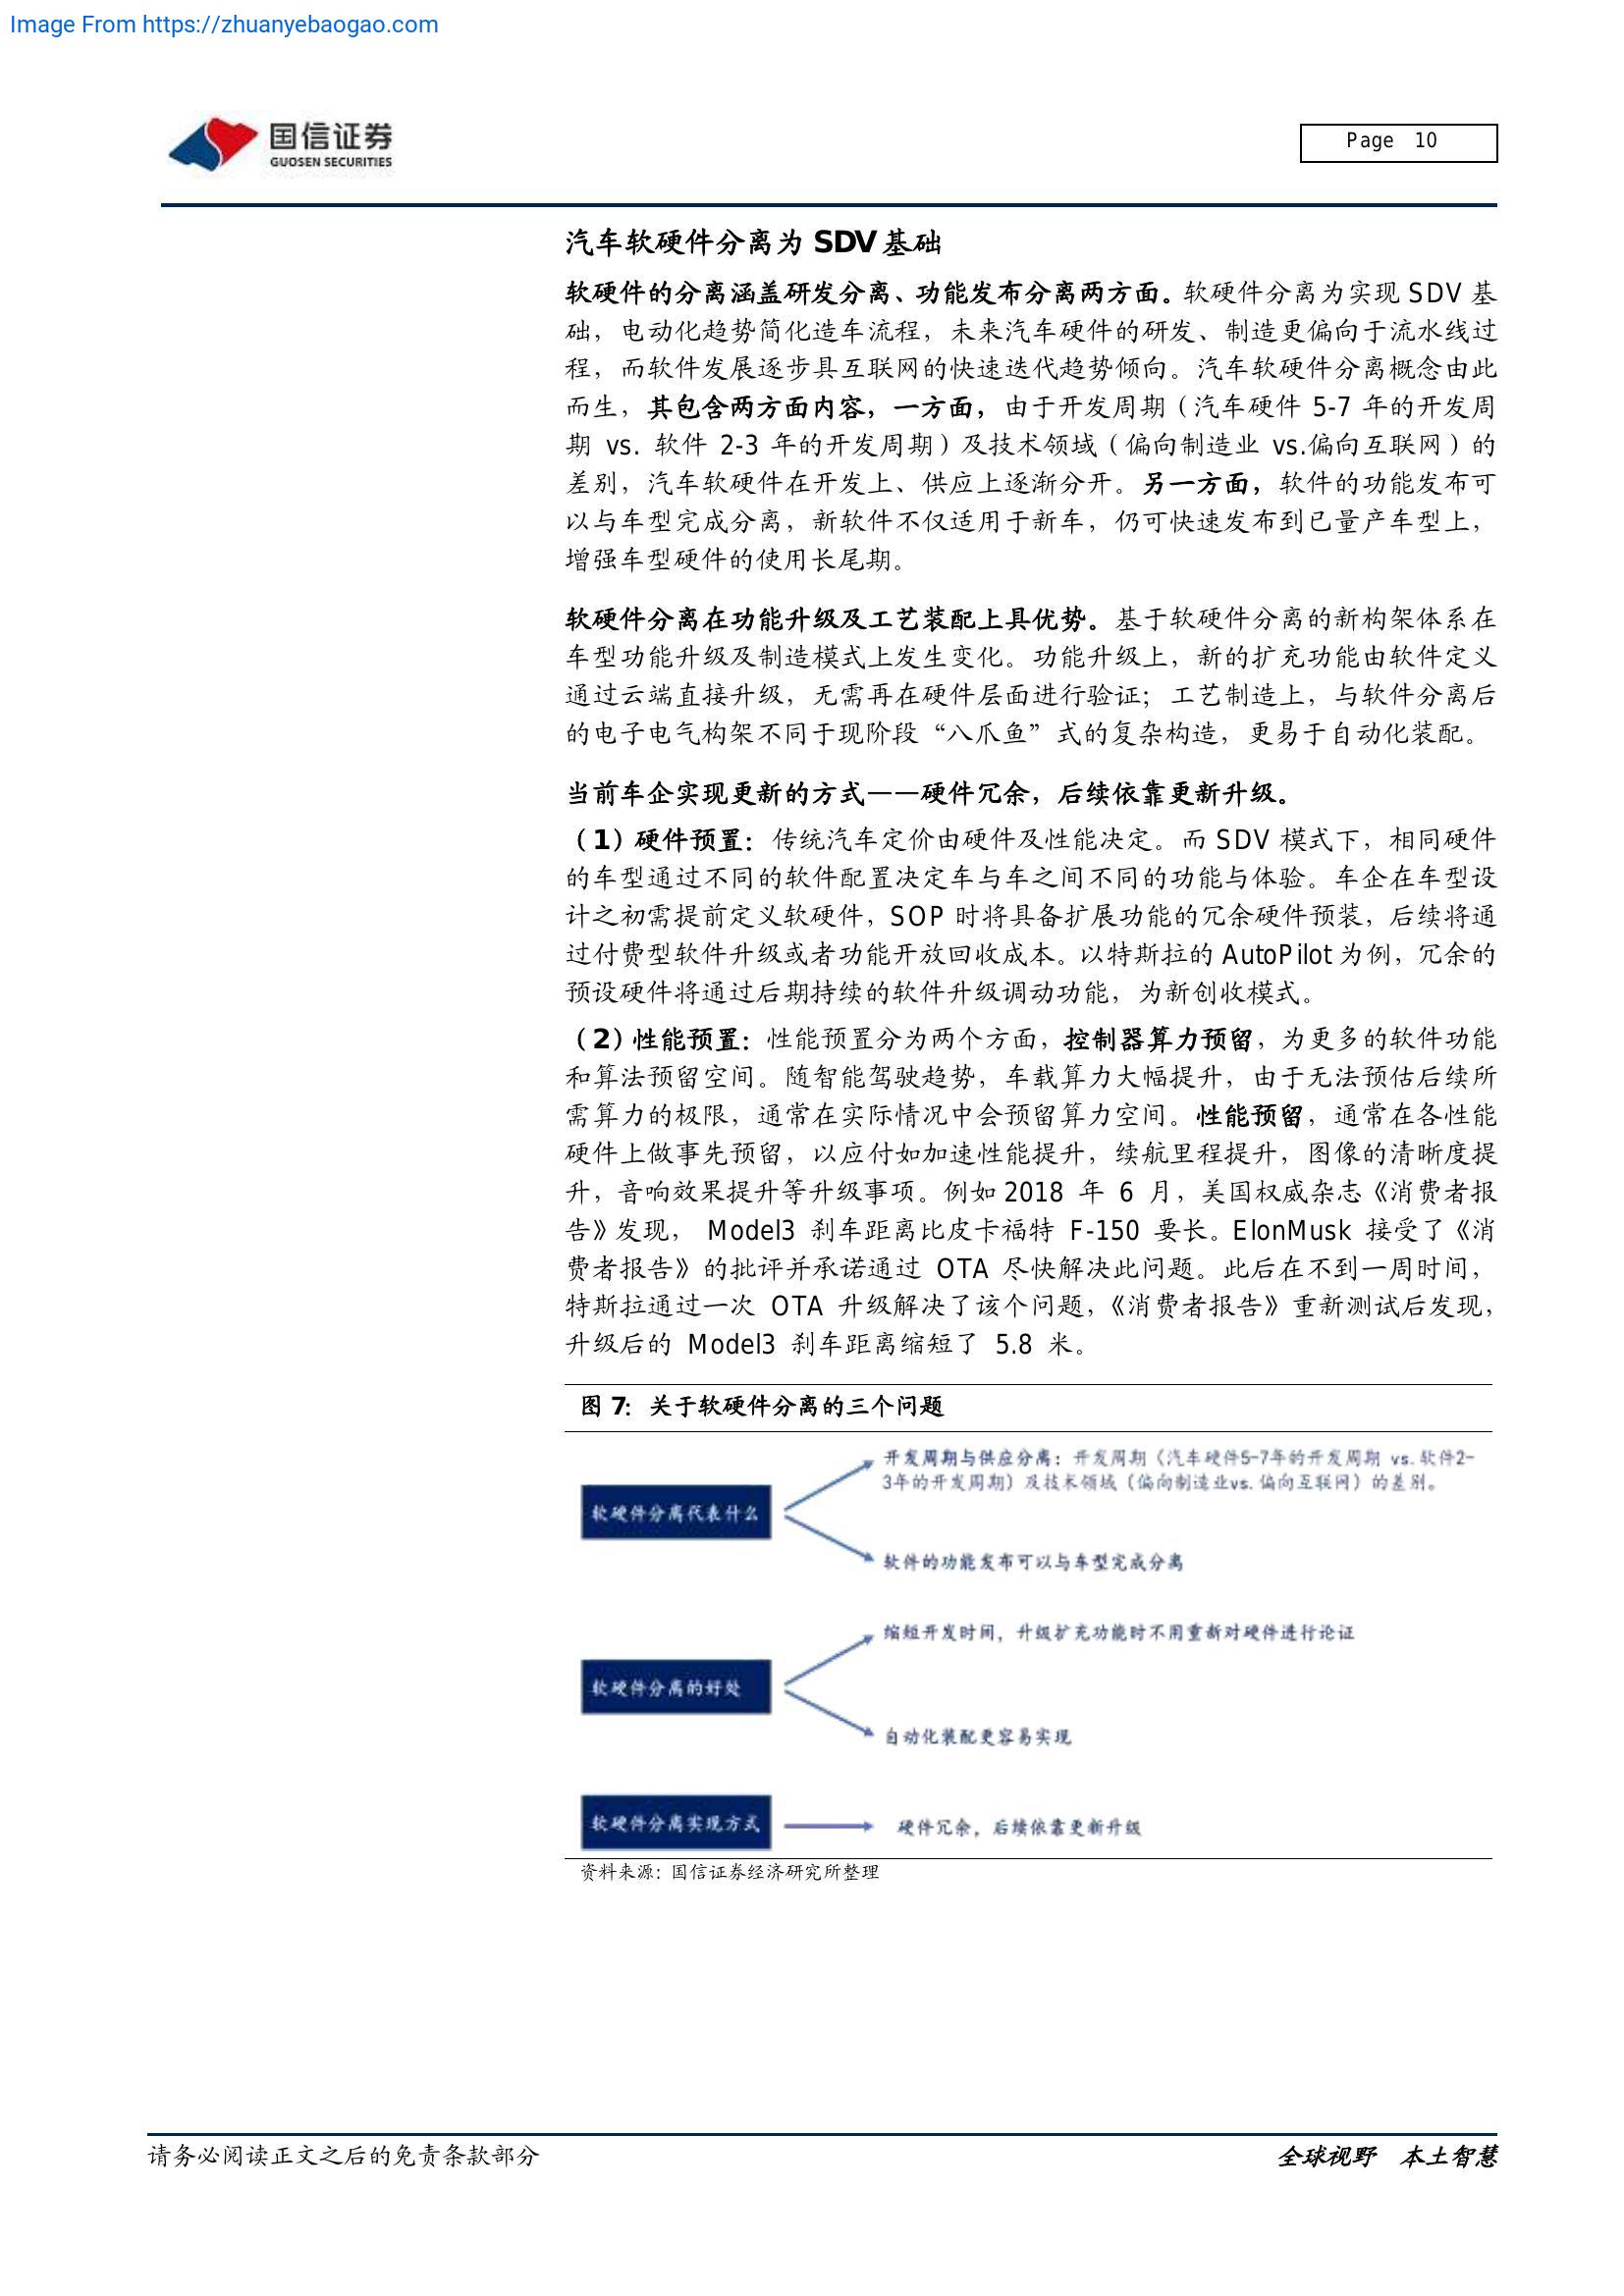 Image From https://zhuanyebaogao.com
国信证券
GUOSEN SECURITIES
Page 10
汽车软硬件分离为 SDV 基础
软硬件的分离涵盖研发分离、功能发布分离两方面。软硬件分离为实现 SDV 基
础，电动化趋势简化造车流程，未来汽车硬件的研发、制造更偏向于流水线过
程，而软件发展逐步具互联网的快速迭代趋势倾向。汽车软硬件分离概念由此
而生，其包含两方面内容，一方面，由于开发周期（汽车硬件 5-7 年的开发周
期 vs. 软件 2-3 年的开发周期）及技术领域（偏向制造业 vs.偏向互联网）的
差别，汽车软硬件在开发上、供应上逐渐分开。另一方面，软件的功能发布可
以与车型完成分离，新软件不仅适用于新车，仍可快速发布到已量产车型上，
增强车型硬件的使用长尾期。
软硬件分离在功能升级及工艺装配上具优势。基于软硬件分离的新构架体系在
车型功能升级及制造模式上发生变化。功能升级上，新的扩充功能由软件定义
通过云端直接升级，无需再在硬件层面进行验证；工艺制造上，与软件分离后
的电子电气构架不同于现阶段“八爪鱼”式的复杂构造，更易于自动化装配。
当前车企实现更新的方式——硬件冗余，后续依靠更新升级。
（1）硬件预置：传统汽车定价由硬件及性能决定。而 SDV 模式下，相同硬件
的车型通过不同的软件配置决定车与车之间不同的功能与体验。车企在车型设
计之初需提前定义软硬件，SOP 时将具备扩展功能的冗余硬件预装，后续将通
过付费型软件升级或者功能开放回收成本。以特斯拉的 AutoPilot 为例，冗余的
预设硬件将通过后期持续的软件升级调动功能，为新创收模式。
（2）性能预置：性能预置分为两个方面，控制器算力预留，为更多的软件功能
和算法预留空间。随智能驾驶趋势，车载算力大幅提升，由于无法预估后续所
需算力的极限，通常在实际情况中会预留算力空间。性能预留，通常在各性能
硬件上做事先预留，以应付如加速性能提升，续航里程提升，图像的清晰度提
升，音响效果提升等升级事项。例如 2018 年 6 月，美国权威杂志《消费者报
告》发现， Model3 刹车距离比皮卡福特 F-150 要长。ElonMusk 接受了《消
费者报告》的批评并承诺通过 OTA 尽快解决此问题。此后在不到一周时间，
特斯拉通过一次 OTA 升级解决了该个问题，《消费者报告》重新测试后发现，
升级后的 Model3 刹车距离缩短了 5.8 米。
图 7：关于软硬件分离的三个问题
开发周期与供应分离：开发周期（汽车硬件5-7年的开发周期 vs.软件2-
3年的开发周期）及技术领域（偏向制造业vs.偏向互联网）的差别。
软硬件分离代表什么
软件的功能发布可以与车型完成分离
缩短开发时间，升级扩充功能时不用重新对硬件进行论证
软硬件分离的好处
自动化装配更容易实现
软硬件分离实现方式
硬件冗余，后续依靠更新升级
资料来源：国信证券经济研究所整理
请务必阅读正文之后的免责条款部分
全球视野 本土智慧